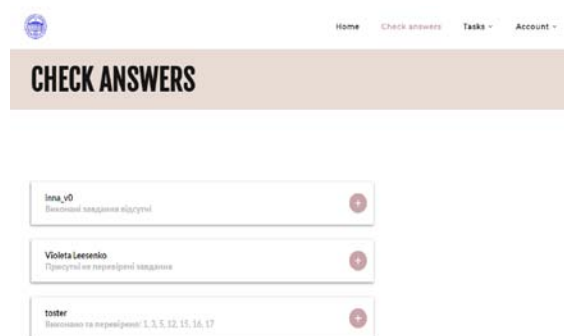 Home Check answers Tasks Account
CHECK ANSWERS
inna_v0
Виконані завдання відсутні
Violeta Leesenko
Присутні не перевірені завдання
toster
Виконано та перевірено: 1, 3, 5, 12, 15, 16, 17